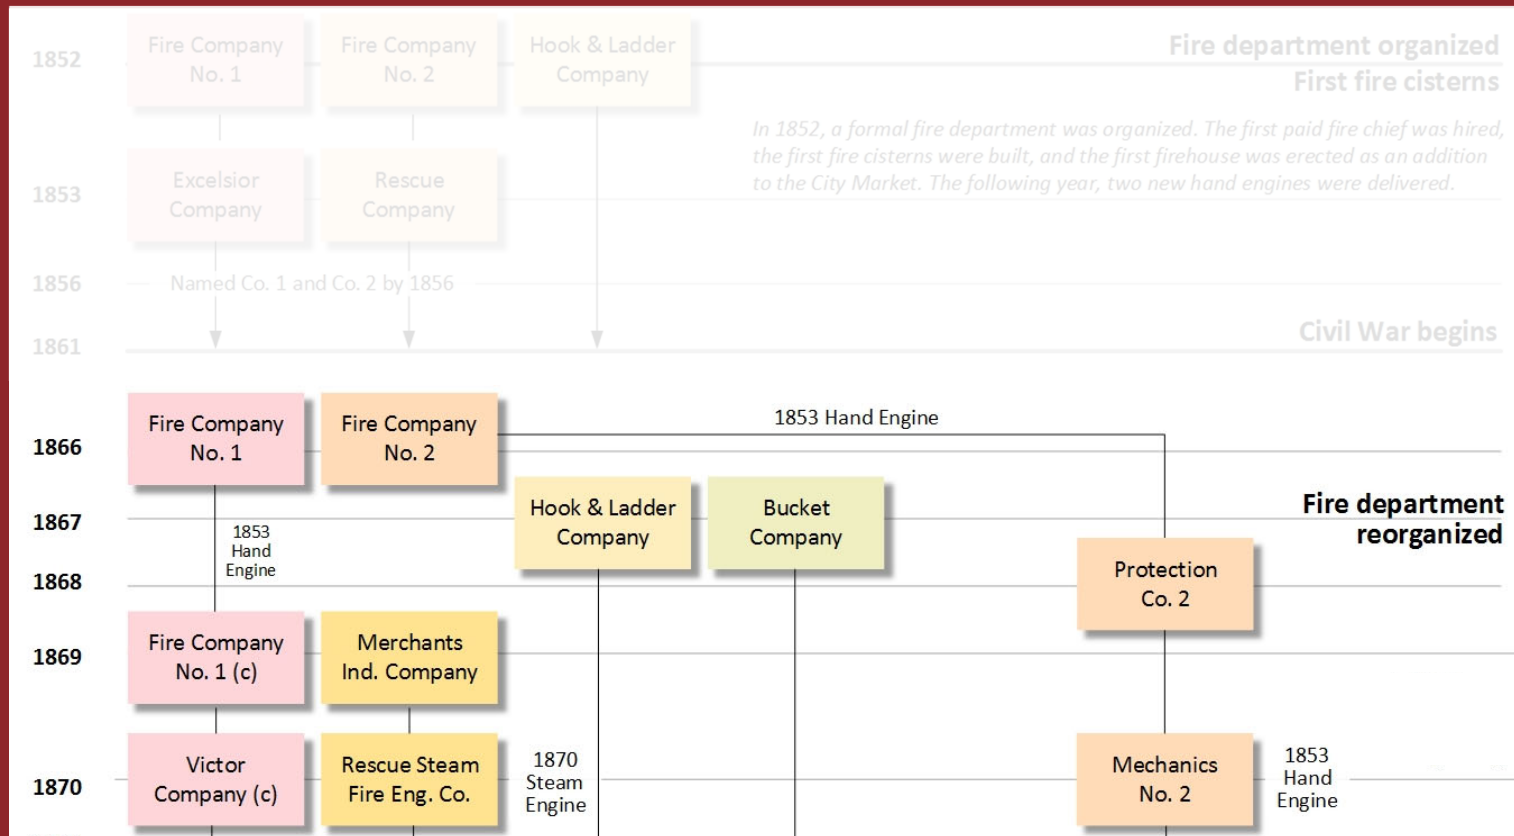 1852
Fire Company
No. 1
Fire Company
No. 2
Hook & Ladder
Company
Fire department organized
First fire cisterns
In 1852, a formal fire department was organized. The first paid fire chief was hired,
the first fire cisterns were built, and the first firehouse was erected as an addition
to the City Market. The following year, two new hand engines were delivered.
1853
Excelsior
Company
Rescue
Company
1856
Named Co. 1 and Co. 2 by 1856
1861
Civil War begins
1866
Fire Company
No. 1
Fire Company
No. 2
1853 Hand Engine
1867
1853
Hand
Engine
Hook & Ladder
Company
Bucket
Company
Fire department
reorganized
1868
Protection
Co. 2
1869
Fire Company
No. 1 (c)
Merchants
Ind. Company
1870
Victor
Company (c)
Rescue Steam
Fire Eng. Co.
1870
Steam
Engine
Mechanics
No. 2
1853
Hand
Engine